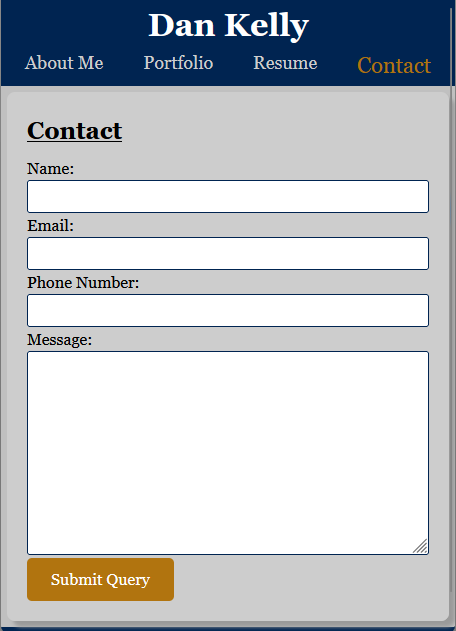 Dan Kelly
About Me Portfolio Resume Contact
Contact
Name:
Email:
Phone Number:
Message:
Submit Query